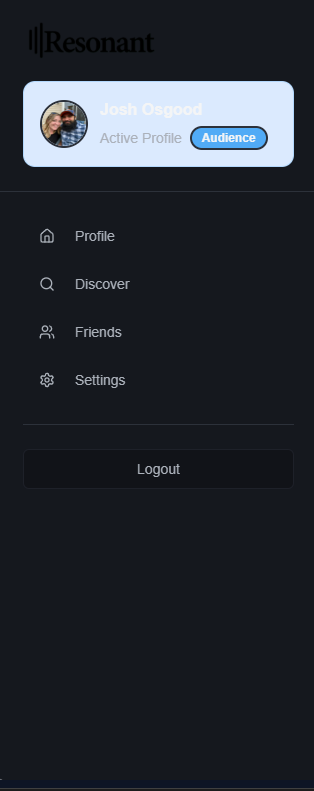 Resonant
Josh Osgood
Active Profile Audience
Profile
Discover
Friends
Settings
Logout